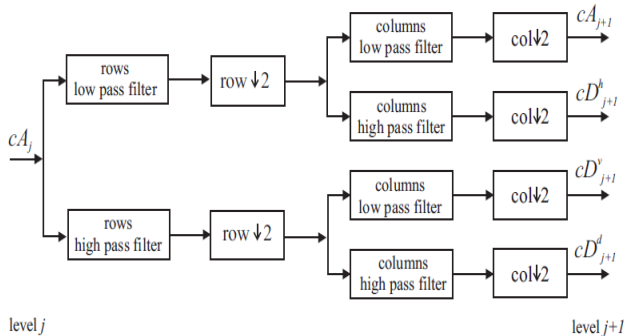 columns
low pass filter
col↓2
cA_{j+1}
rows
low pass filter
row ↓ 2
columns
high pass filter
col↓2
cD^h_{j+1}
cA_j
columns
low pass filter
col↓2
cD^v_{j+1}
rows
high pass filter
row ↓ 2
columns
high pass filter
col↓2
cD^d_{j+1}
level j
level j+1